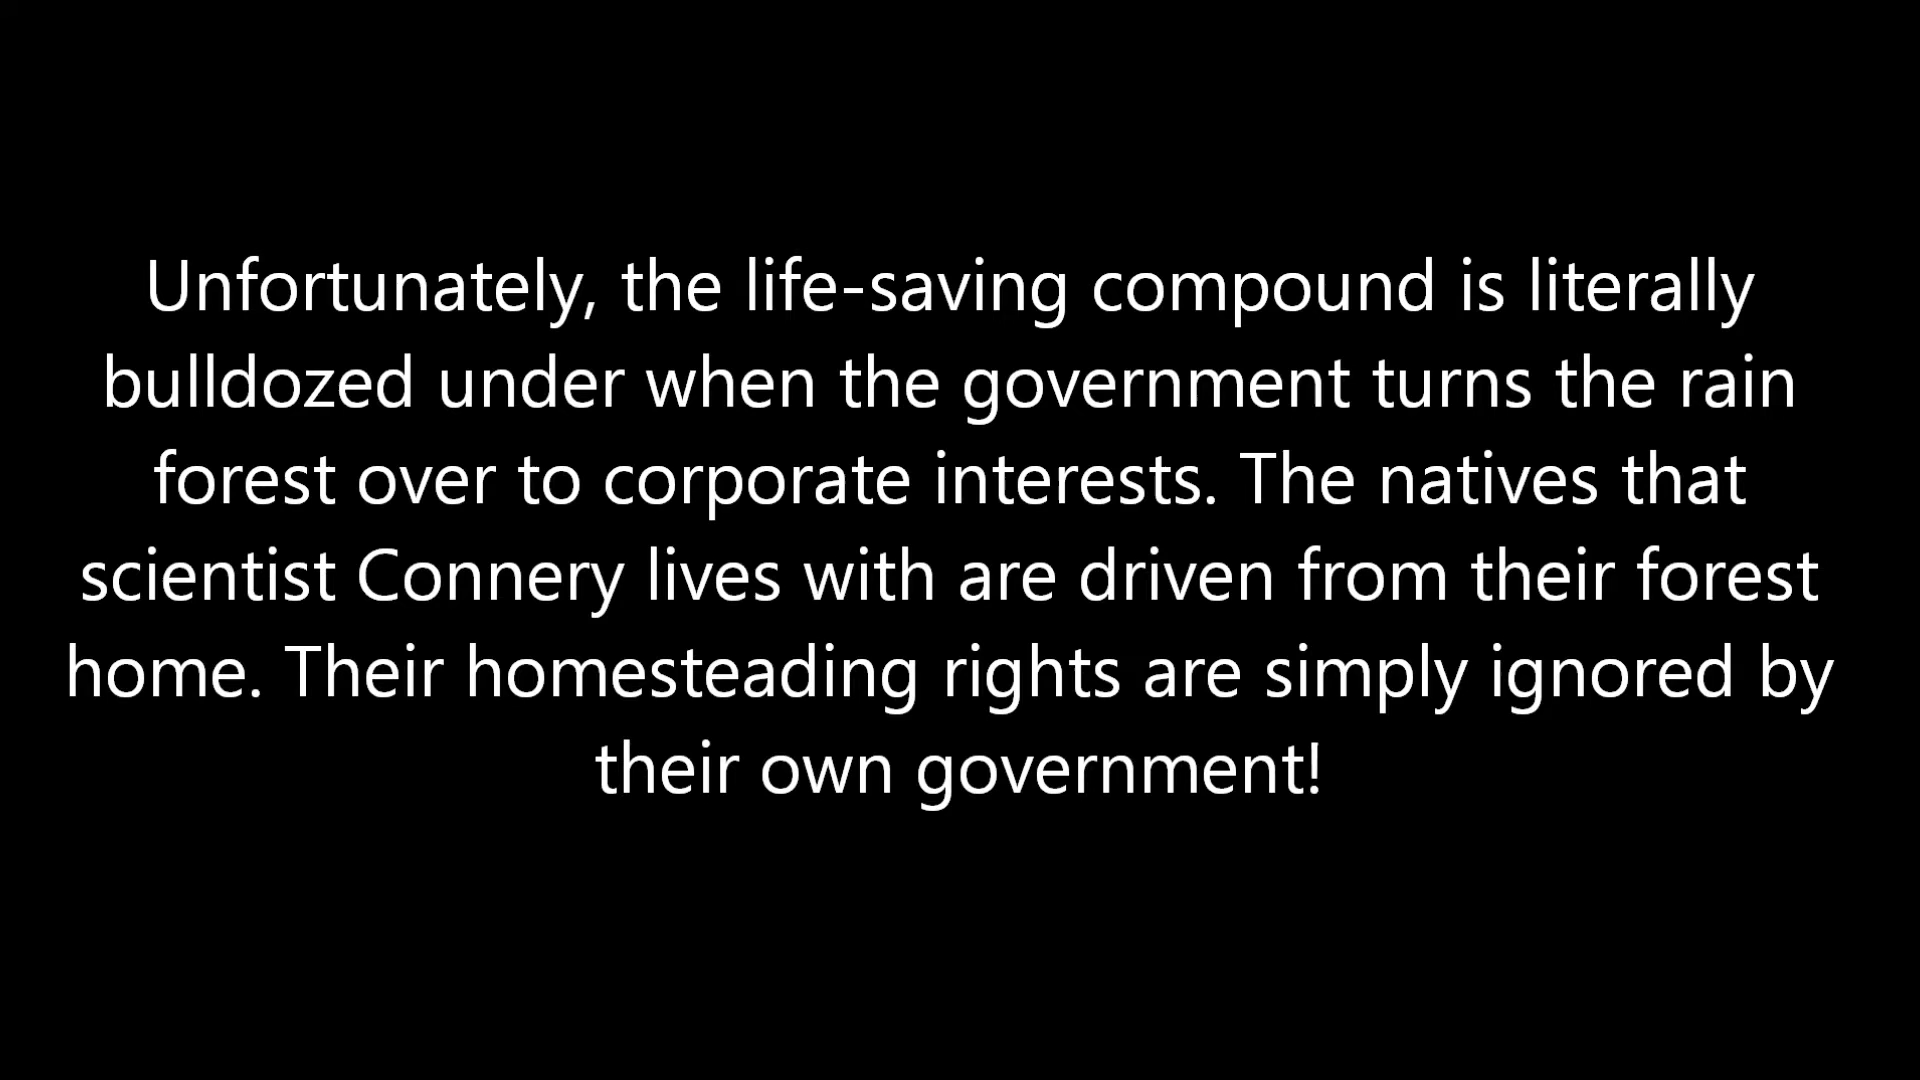 Unfortunately, the life-saving compound is literally
bulldozed under when the government turns the rain
forest over to corporate interests. The natives that
scientist Connery lives with are driven from their forest
home. Their homesteading rights are simply ignored by
their own government!